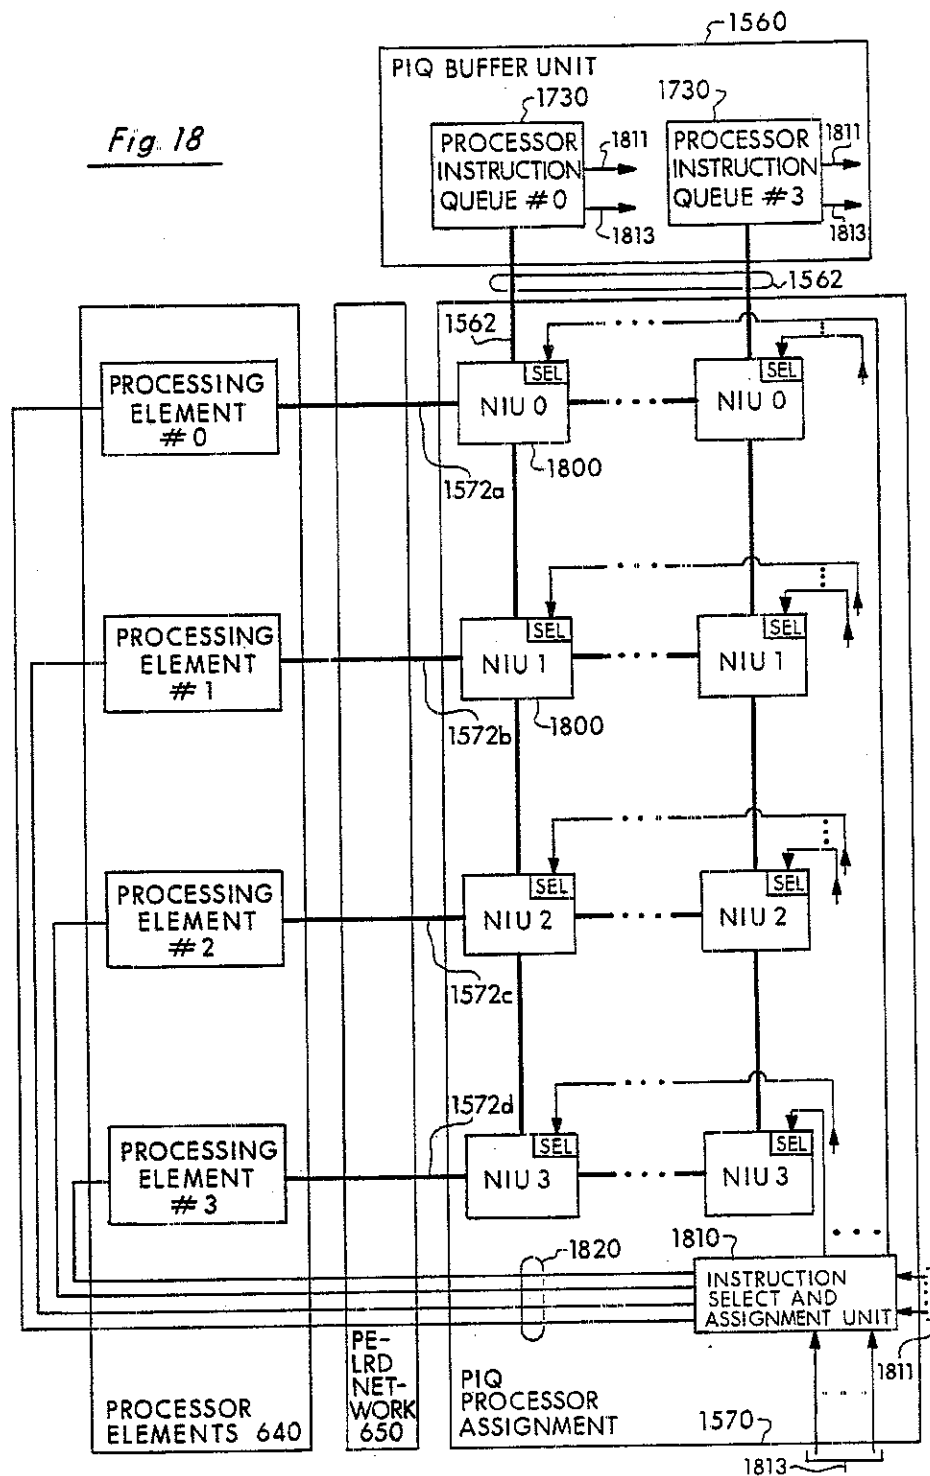 1560
PIQ BUFFER UNIT
1730
1730
Fig. 18
PROCESSOR
INSTRUCTION
QUEUE #0
1811
1813
PROCESSOR
INSTRUCTION
QUEUE #3
1811
1813
1562
1562
PROCESSING
ELEMENT
#0
SEL
NIU 0
SEL
NIU 0
1572a
1800
PROCESSING
ELEMENT
#1
SEL
NIU 1
SEL
NIU 1
1572b
1800
PROCESSING
ELEMENT
#2
SEL
NIU 2
SEL
NIU 2
1572c
1572d
PROCESSING
ELEMENT
#3
SEL
NIU 3
SEL
NIU 3
1820
1810
INSTRUCTION
SELECT AND
ASSIGNMENT UNIT
1811
PROCESSOR
ELEMENTS 640
PE-
LRD
NET-
WORK
650
PIQ
PROCESSOR
ASSIGNMENT
1570
1813